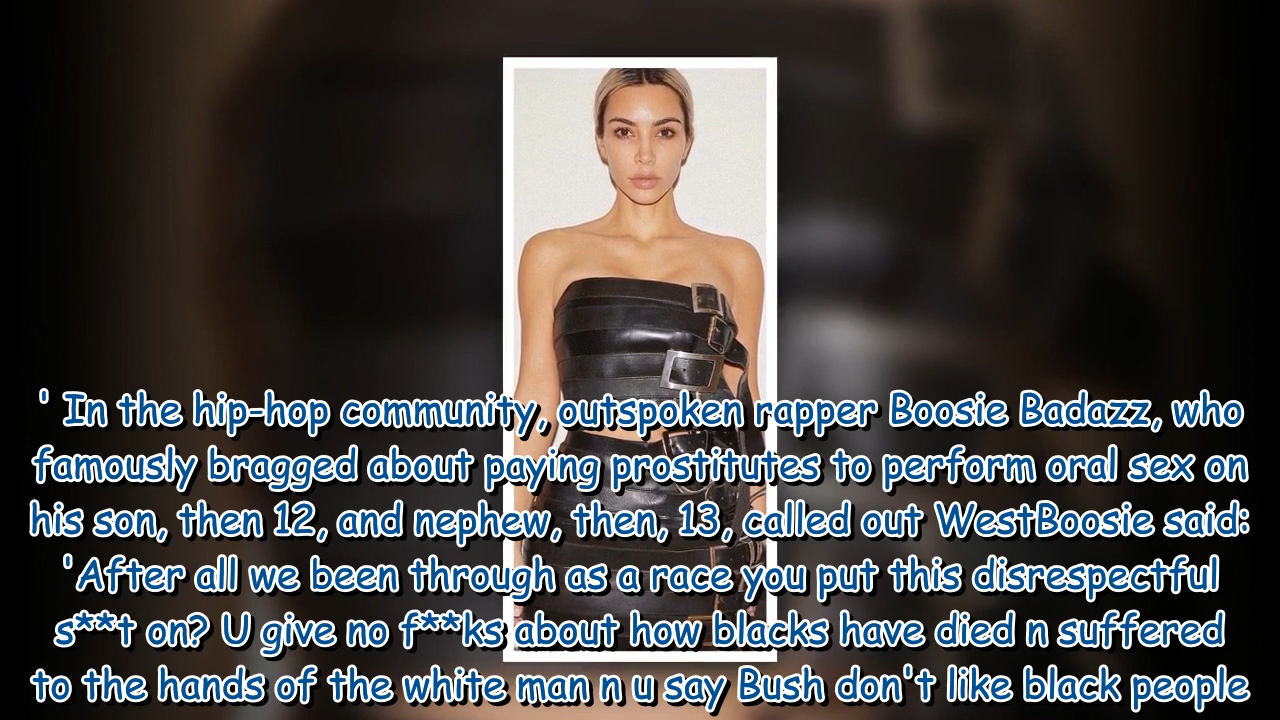 ' In the hip-hop community, outspoken rapper Boosie Badazz, who
famously bragged about paying prostitutes to perform oral sex on
his son, then 12, and nephew, then, 13, called out WestBoosie said:
'After all we been through as a race you put this disrespectful
s**t on? U give no f**ks about how blacks have died n suffered
to the hands of the white man n u say Bush don't like black people